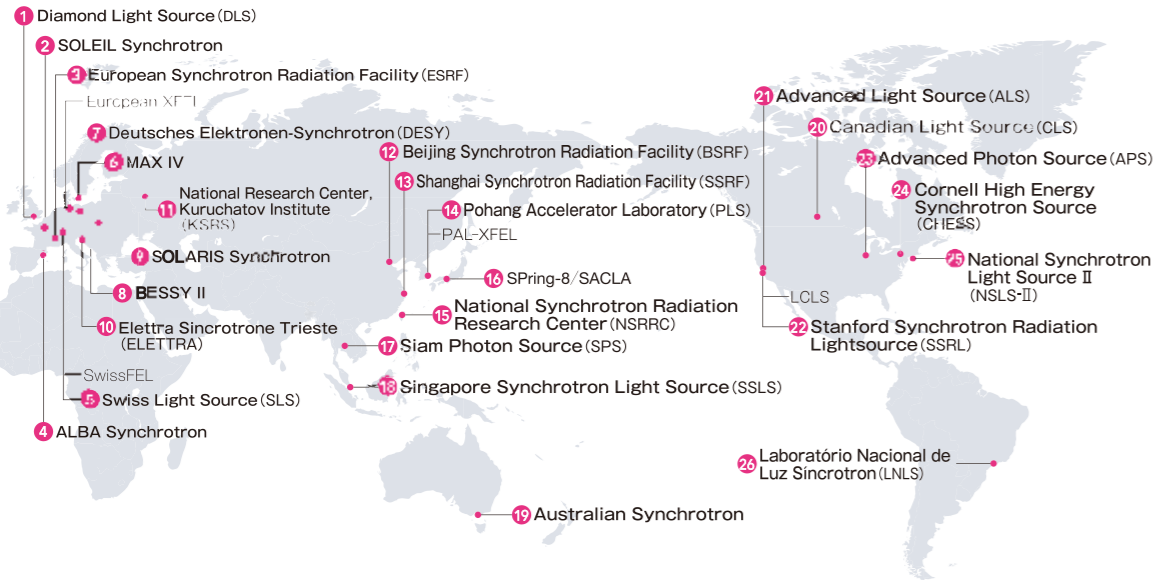 1 Diamond Light Source (DLS)
2 SOLEIL Synchrotron
3 European Synchrotron Radiation Facility (ESRF)
European XFEL
7 Deutsches Elektronen-Synchrotron (DESY)
6 MAX IV
11 National Research Center,
Kuruchatov Institute
(KSRS)
9 SOLARIS Synchrotron
8 BESSY II
10 Elettra Sincrotrone Trieste
(ELETTRA)
SwissFEL
5 Swiss Light Source (SLS)
4 ALBA Synchrotron
12 Beijing Synchrotron Radiation Facility (BSRF)
13 Shanghai Synchrotron Radiation Facility (SSRF)
14 Pohang Accelerator Laboratory (PLS)
PAL-XFEL
16 SPring-8/SACLA
15 National Synchrotron Radiation
Research Center (NSRRC)
17 Siam Photon Source (SPS)
18 Singapore Synchrotron Light Source (SSLS)
19 Australian Synchrotron
21 Advanced Light Source (ALS)
20 Canadian Light Source (CLS)
23 Advanced Photon Source (APS)
24 Cornell High Energy
Synchrotron Source
(CHESS)
25 National Synchrotron
Light Source Ⅱ
(NSLS-Ⅱ)
LCLS
22 Stanford Synchrotron Radiation
Lightsource (SSRL)
26 Laboratório Nacional de
Luz Síncrotron (LNLS)